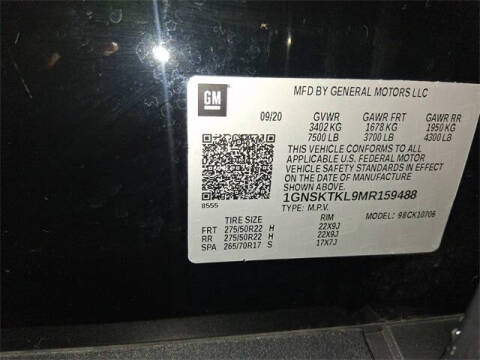 GM
MFD BY GENERAL MOTORS LLC
09/20 GVWR GAWR FRT GAWR RR
3402 KG 1678 KG 1950 KG
7500 LB 3700 LB 4300 LB
THIS VEHICLE CONFORMS TO ALL
APPLICABLE U.S. FEDERAL MOTOR
VEHICLE SAFETY STANDARDS IN EFFECT
ON THE DATE OF MANUFACTURE SHOWN ABOVE.
1GNSKTKL9MR159488
8555
TYPE: M.P.V. MODEL: 98CK10706
TIRE SIZE RIM
FRT 275/50R22 H 22X9J
RR 275/50R22 H 22X9J
SPA 265/70R17 S 17X7J